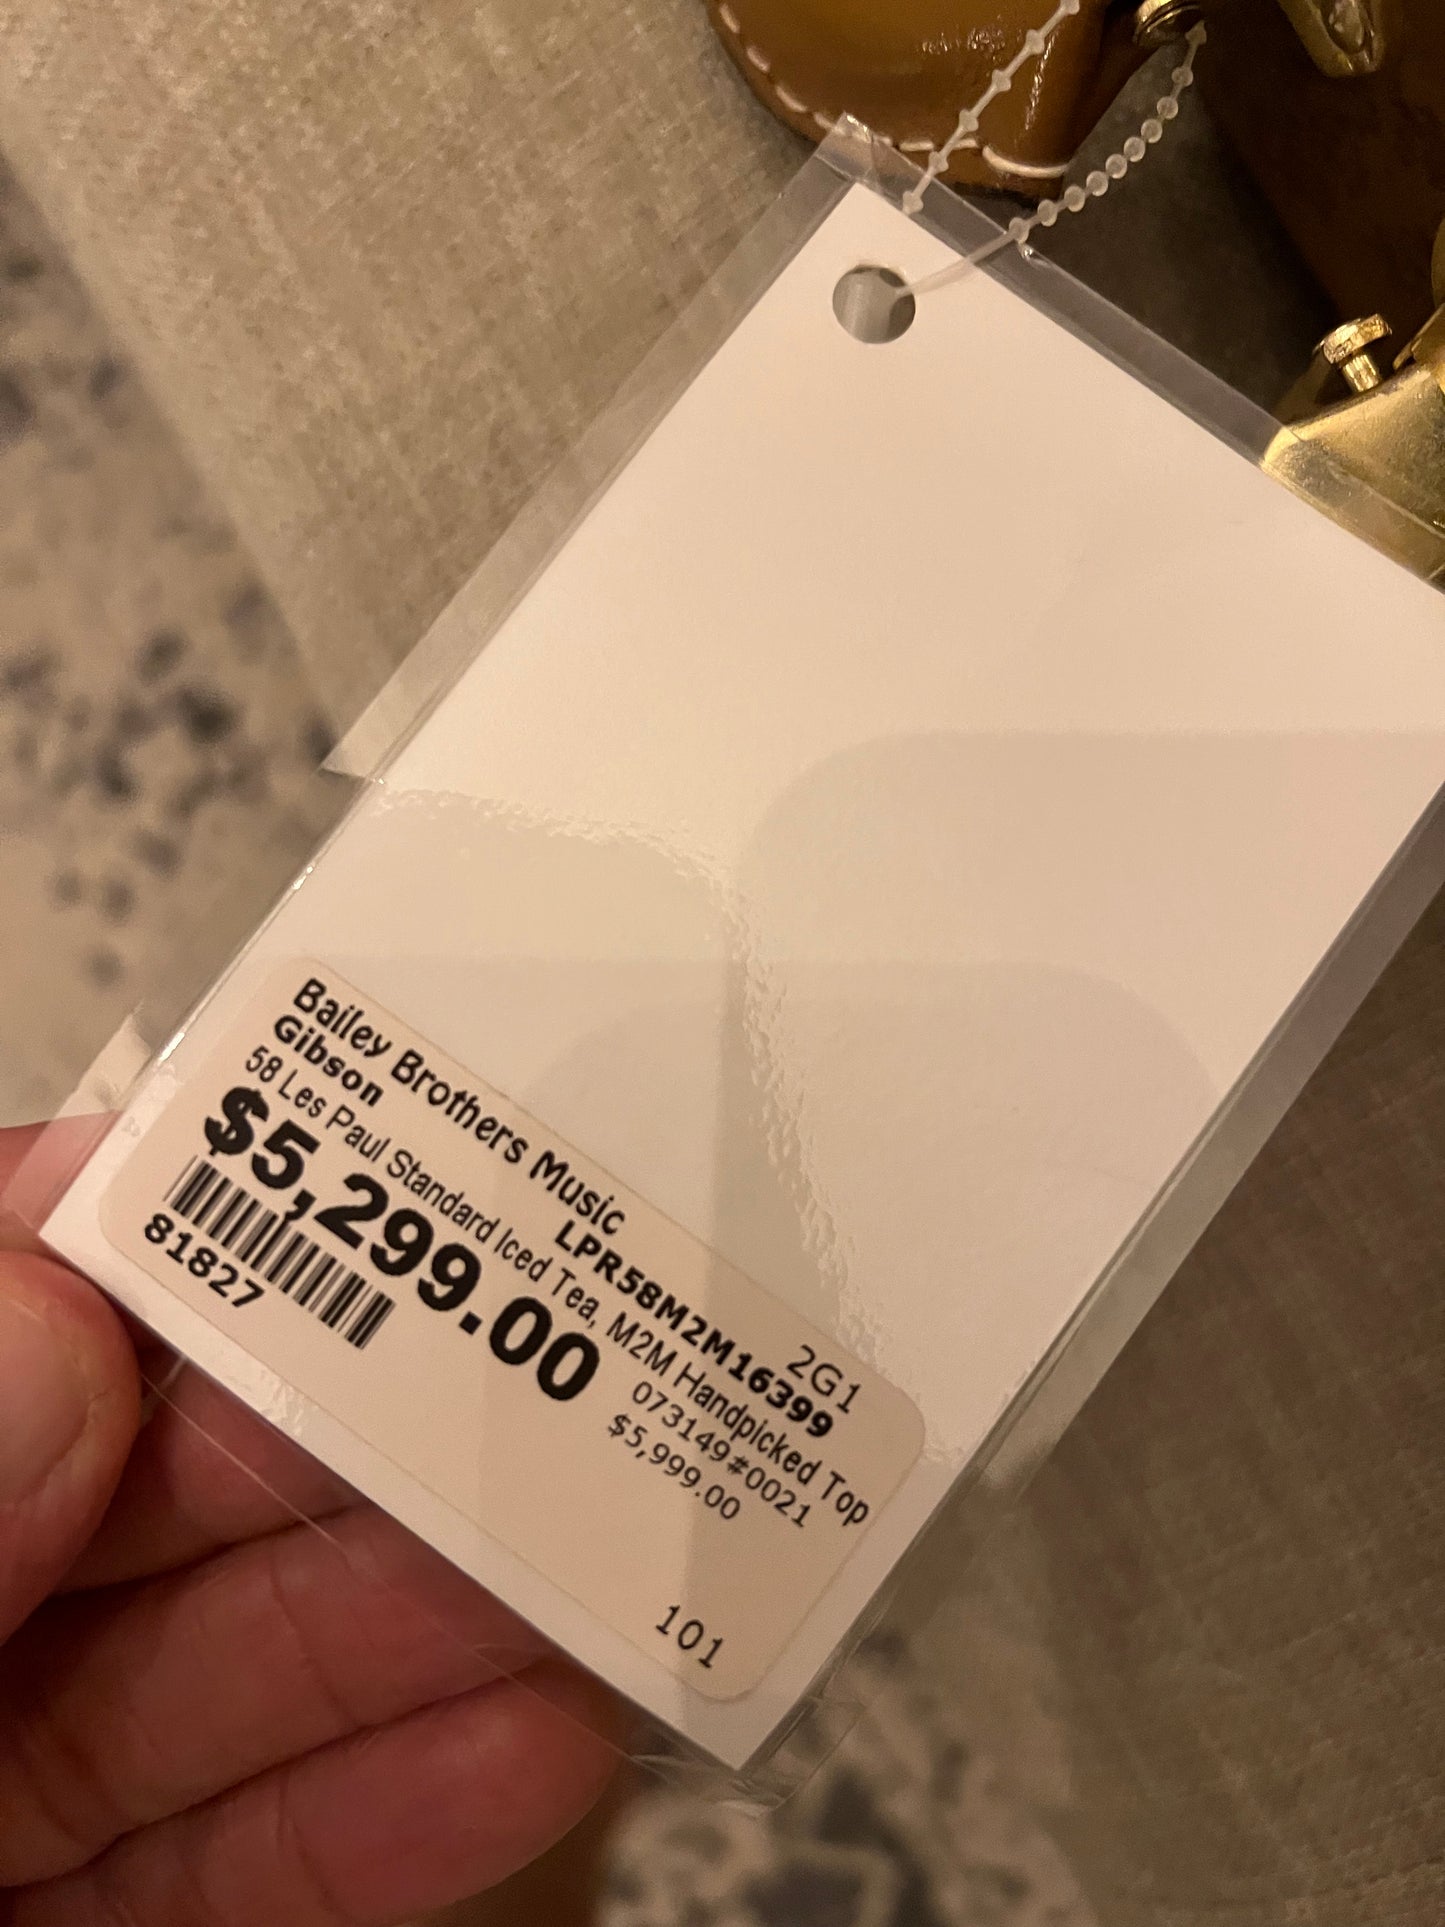 Bailey Brothers Music 2G1
Gibson LPR58M2M16399
58 Les Paul Standard Iced Tea, M2M Handpicked Top
$5,299.00 073149#0021
$5,999.00
81827
101